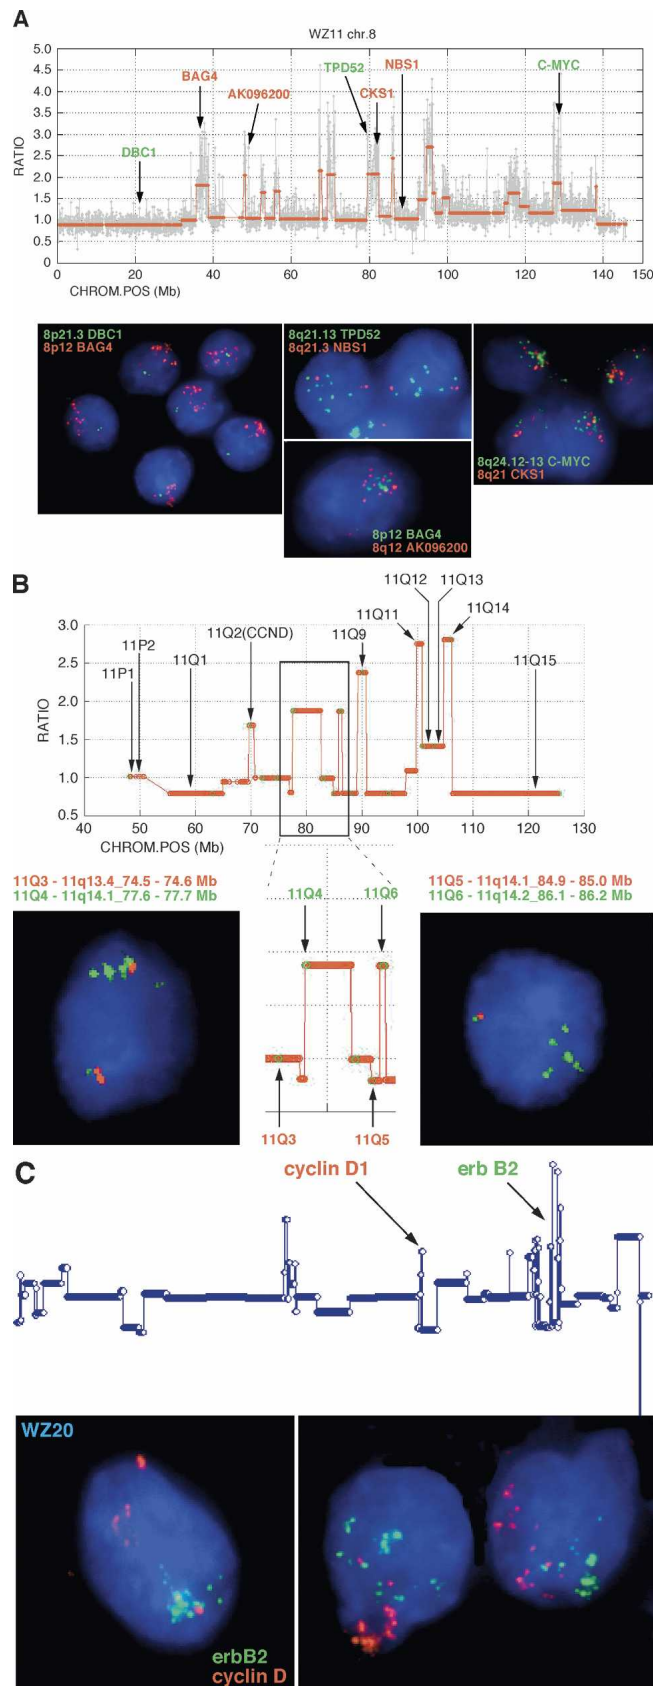 A
WZ11 chr.8
5.0
4.5
4.0
3.5
3.0
2.5
2.0
1.5
1.0
0.5
0
RATIO
DBC1
BAG4
AK096200
TPD52
CKS1
NBS1
C-MYC
0 20 40 60 80 100 120 140 150
CHROM.POS (Mb)
8p21.3 DBC1
8p12 BAG4
8q21.13 TPD52
8q21.3 NBS1
8p12 BAG4
8q12 AK096200
8q24.12-13 C-MYC
8q21 CKS1
B
3.0
2.5
2.0
1.5
1.0
0.5
RATIO
11P1
11P2
11Q1
11Q2(CCND)
11Q9
11Q11
11Q12
11Q13
11Q14
11Q15
40 50 60 70 80 90 100 110 120 130
CHROM.POS (Mb)
11Q3 - 11q13.4_74.5 - 74.6 Mb
11Q4 - 11q14.1_77.6 - 77.7 Mb
11Q4
11Q6
11Q3
11Q5
11Q5 - 11q14.1_84.9 - 85.0 Mb
11Q6 - 11q14.2_86.1 - 86.2 Mb
C
cyclin D1
erb B2
WZ20
erbB2
cyclin D